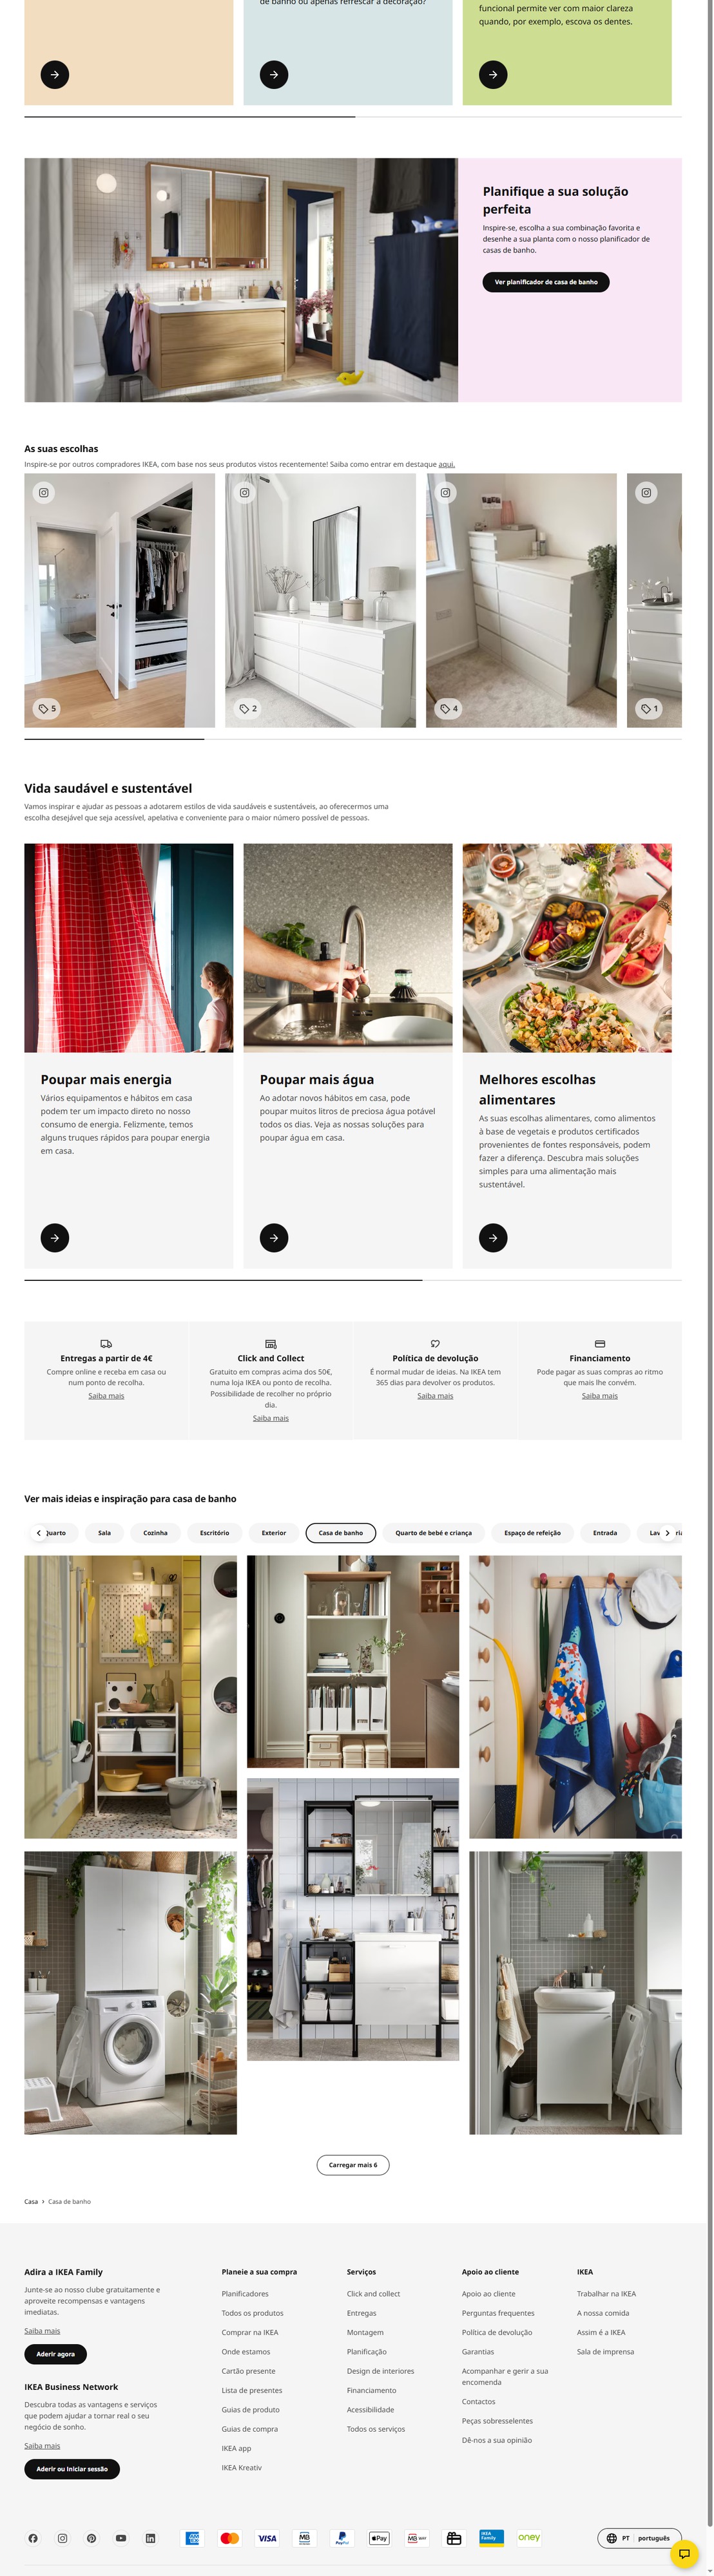 de banho ou apenas refrescar a decoração?
funcional permite ver com maior clareza
quando, por exemplo, escova os dentes.
Planifique a sua solução
perfeita
Inspire-se, escolha a sua combinação favorita e
desenhe a sua planta com o nosso planificador de
casas de banho.
Ver planificador de casa de banho
As suas escolhas
Inspire-se por outros compradores IKEA, com base nos seus produtos vistos recentemente! Saiba como entrar em destaque aqui.
5
2
4
1
Vida saudável e sustentável
Vamos inspirar e ajudar as pessoas a adotarem estilos de vida saudáveis e sustentáveis, ao oferecermos uma
escolha desejável que seja acessível, apelativa e conveniente para o maior número possível de pessoas.
Poupar mais energia
Vários equipamentos e hábitos em casa
podem ter um impacto direto no nosso
consumo de energia. Felizmente, temos
alguns truques rápidos para poupar energia
em casa.
Poupar mais água
Ao adotar novos hábitos em casa, pode
poupar muitos litros de preciosa água potável
todos os dias. Veja as nossas soluções para
poupar água em casa.
Melhores escolhas
alimentares
As suas escolhas alimentares, como alimentos
à base de vegetais e produtos certificados
provenientes de fontes responsáveis, podem
fazer a diferença. Descubra mais soluções
simples para uma alimentação mais
sustentável.
Entregas a partir de 4€
Compre online e receba em casa ou
num ponto de recolha.
Saiba mais
Click and Collect
Gratuito em compras acima dos 50€,
numa loja IKEA ou ponto de recolha.
Possibilidade de recolher no próprio
dia.
Saiba mais
Política de devolução
É normal mudar de ideias. Na IKEA tem
365 dias para devolver os produtos.
Saiba mais
Financiamento
Pode pagar as suas compras ao ritmo
que mais lhe convém.
Saiba mais
Ver mais ideias e inspiração para casa de banho
Quarto
Sala
Cozinha
Escritório
Exterior
Casa de banho
Quarto de bebé e criança
Espaço de refeição
Entrada
Carregar mais 6
Casa › Casa de banho
Adira a IKEA Family
Junte-se ao nosso clube gratuitamente e
aproveite recompensas e vantagens
imediatas.
Saiba mais
Aderir agora
IKEA Business Network
Descubra todas as vantagens e serviços
que podem ajudar a tornar real o seu
negócio de sonho.
Saiba mais
Aderir ou Iniciar sessão
Planeie a sua compra
Planificadores
Todos os produtos
Comprar na IKEA
Onde estamos
Cartão presente
Lista de presentes
Guias de produto
Guias de compra
IKEA app
IKEA Kreativ
Serviços
Click and collect
Entregas
Montagem
Planificação
Design de interiores
Financiamento
Acessibilidade
Todos os serviços
Apoio ao cliente
Apoio ao cliente
Perguntas frequentes
Política de devolução
Garantias
Acompanhar e gerir a sua
encomenda
Contactos
Peças sobresselentes
Dê-nos a sua opinião
IKEA
Trabalhar na IKEA
A nossa comida
Assim é a IKEA
Sala de imprensa
VISA
MB
PayPal
Pay
MB WAY
IKEA
Family
oney
PT
português